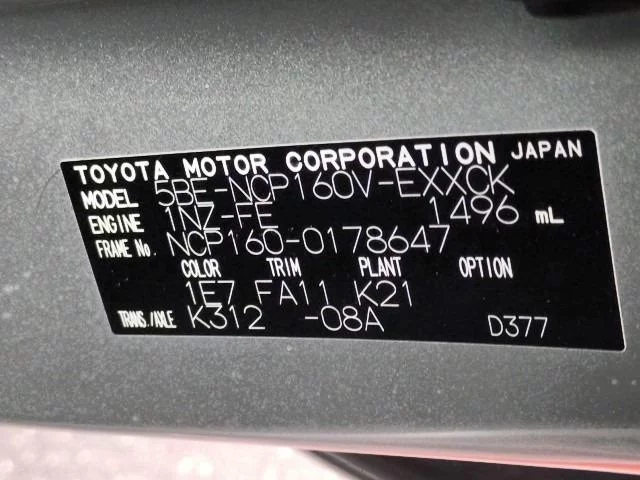 TOYOTA MOTOR CORPORATION JAPAN
MODEL 5BE-NCP160V-EXXCK
ENGINE 1NZ-FE 1496 mL
FRAME No. NCP160-0178647
COLOR TRIM PLANT OPTION
1E7 FA11 K21
TRANS./AXLE K312 -08A D377